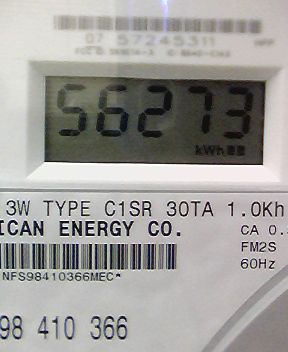 07 57245311
56273
kWh
3W TYPE C1SR 30TA 1.0Kh
ICAN ENERGY CO.
CA 0.
FM2S
60Hz
NFS98410366MEC*
98 410 366